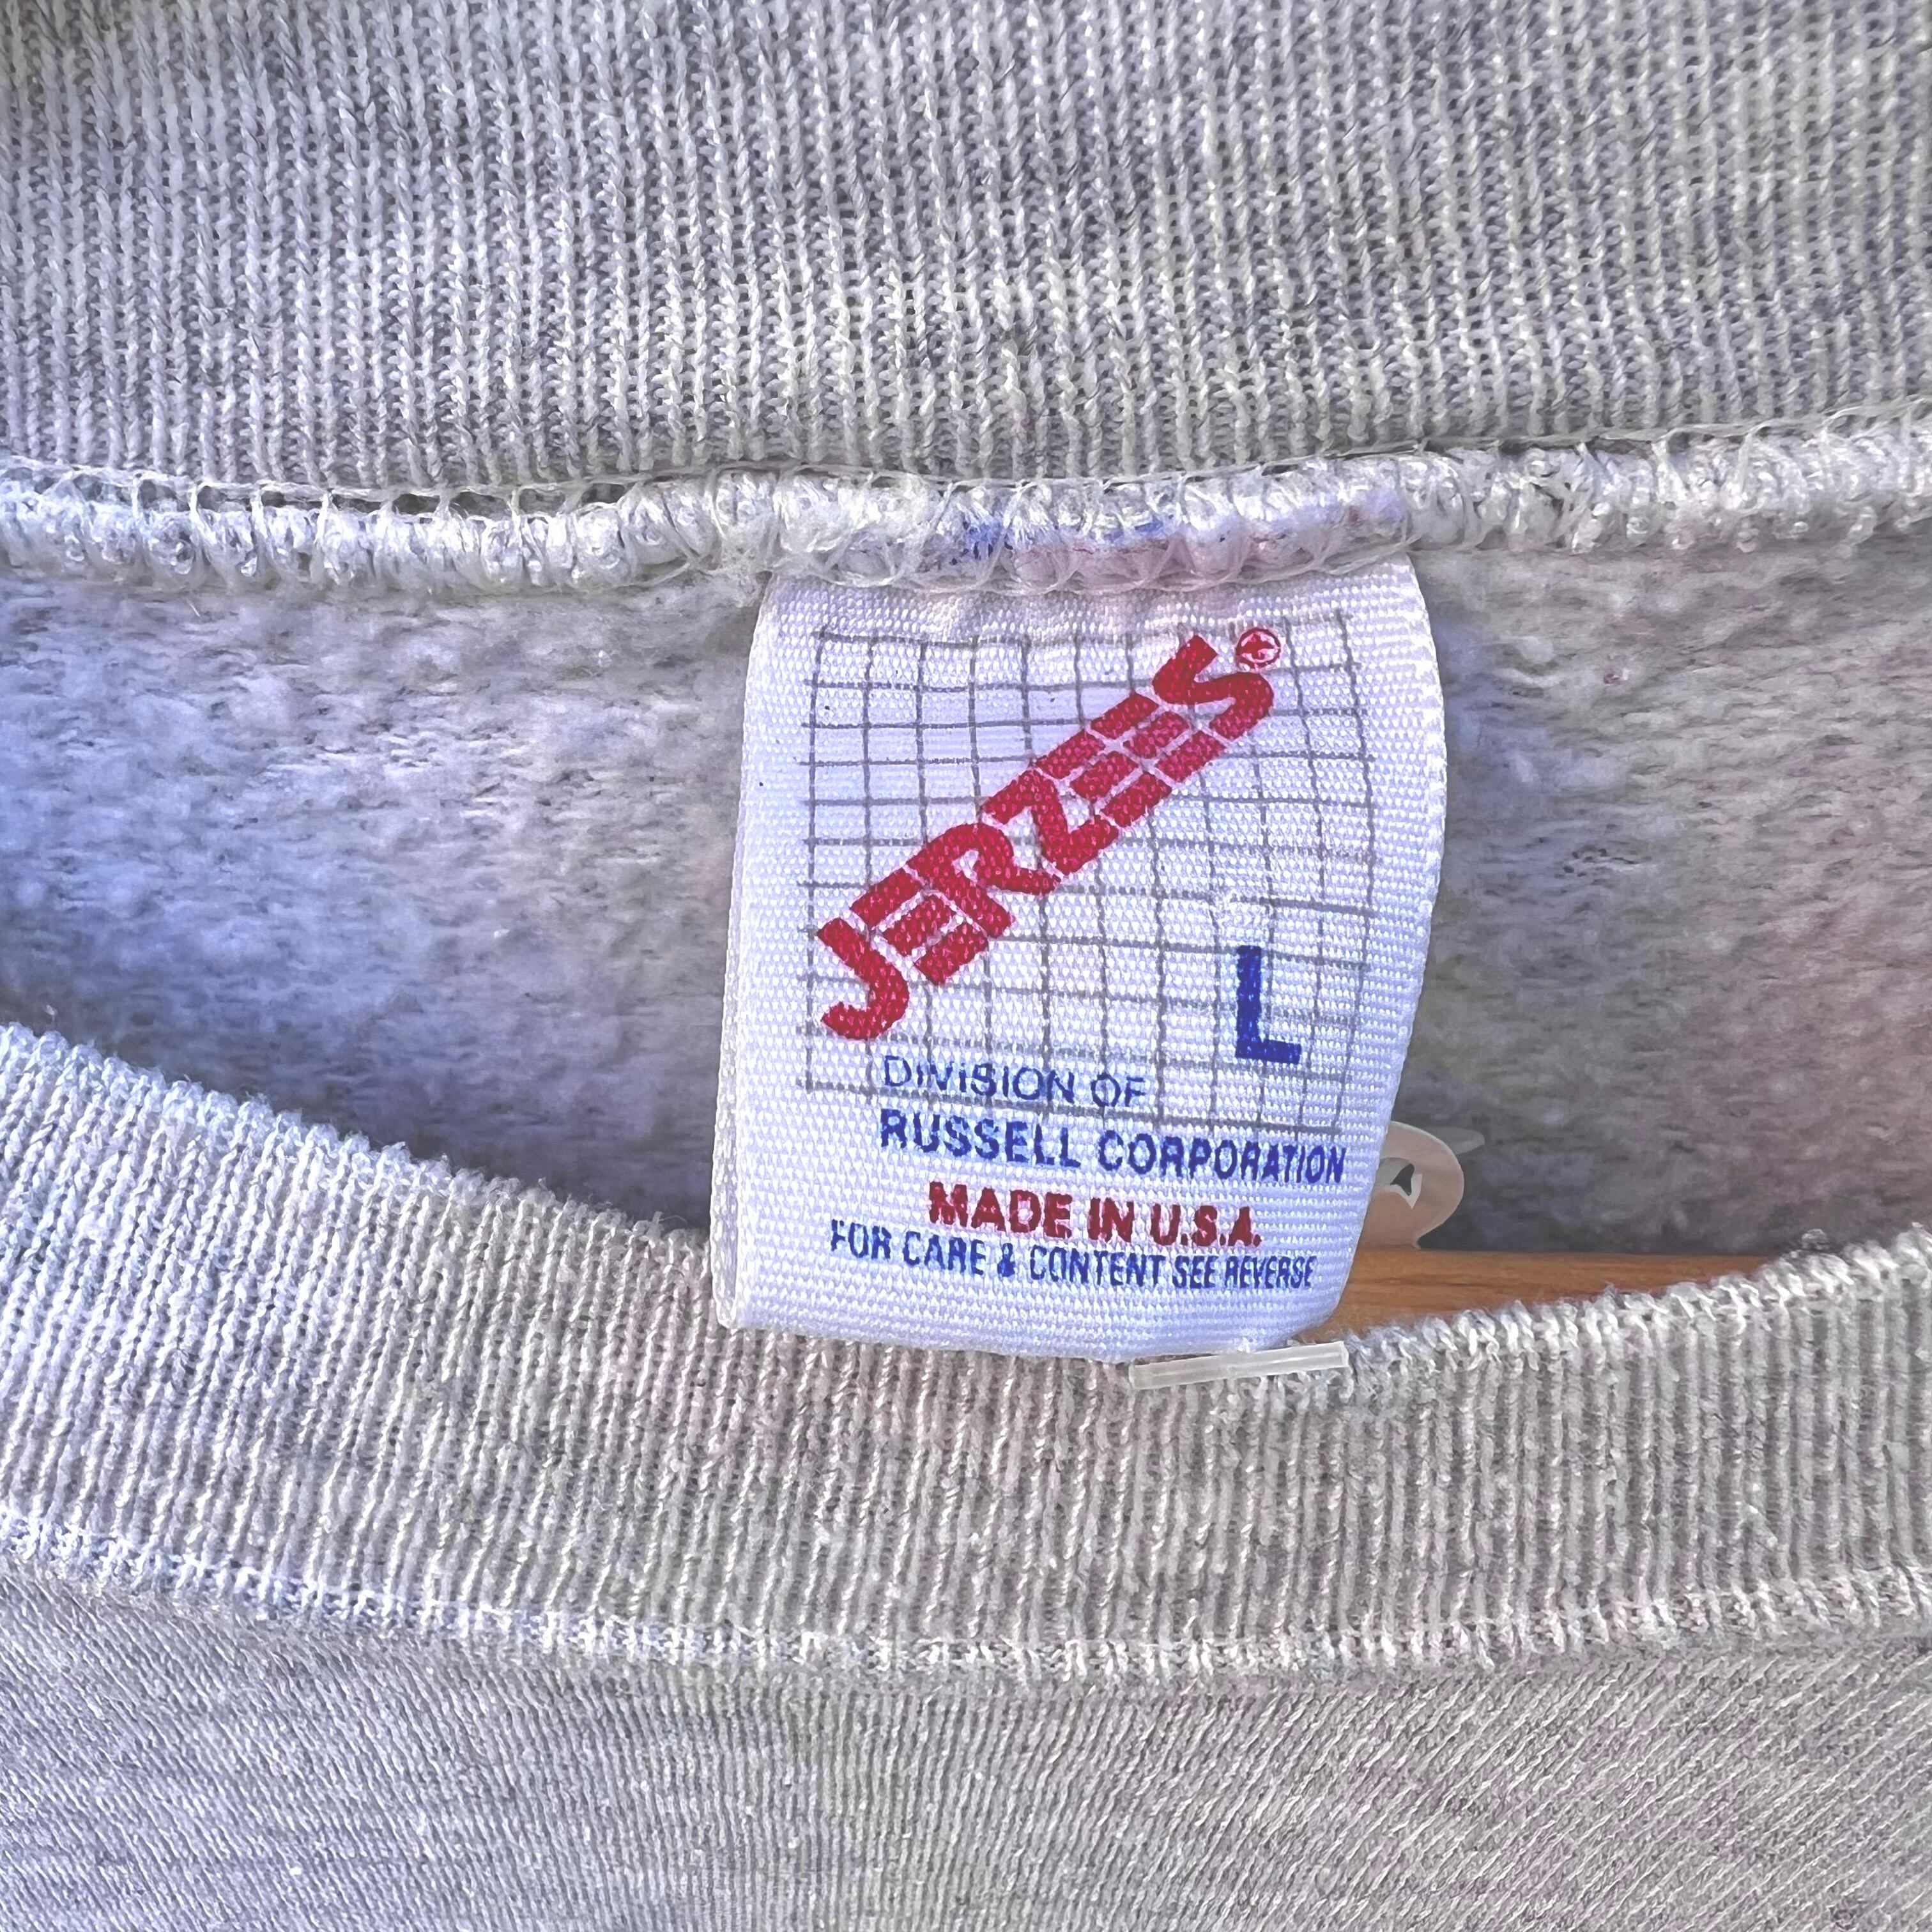 JERZEES®
L
DIVISION OF
RUSSELL CORPORATION
MADE IN U.S.A.
FOR CARE & CONTENT SEE REVERSE